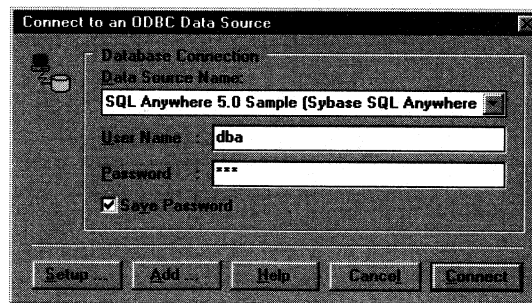 Connect to an ODBC Data Source
Database Connection
Data Source Name:
SQL Anywhere 5.0 Sample (Sybase SQL Anywhere
User Name : dba
Password : ***
Save Password
Setup ... Add ... Help Cancel Connect